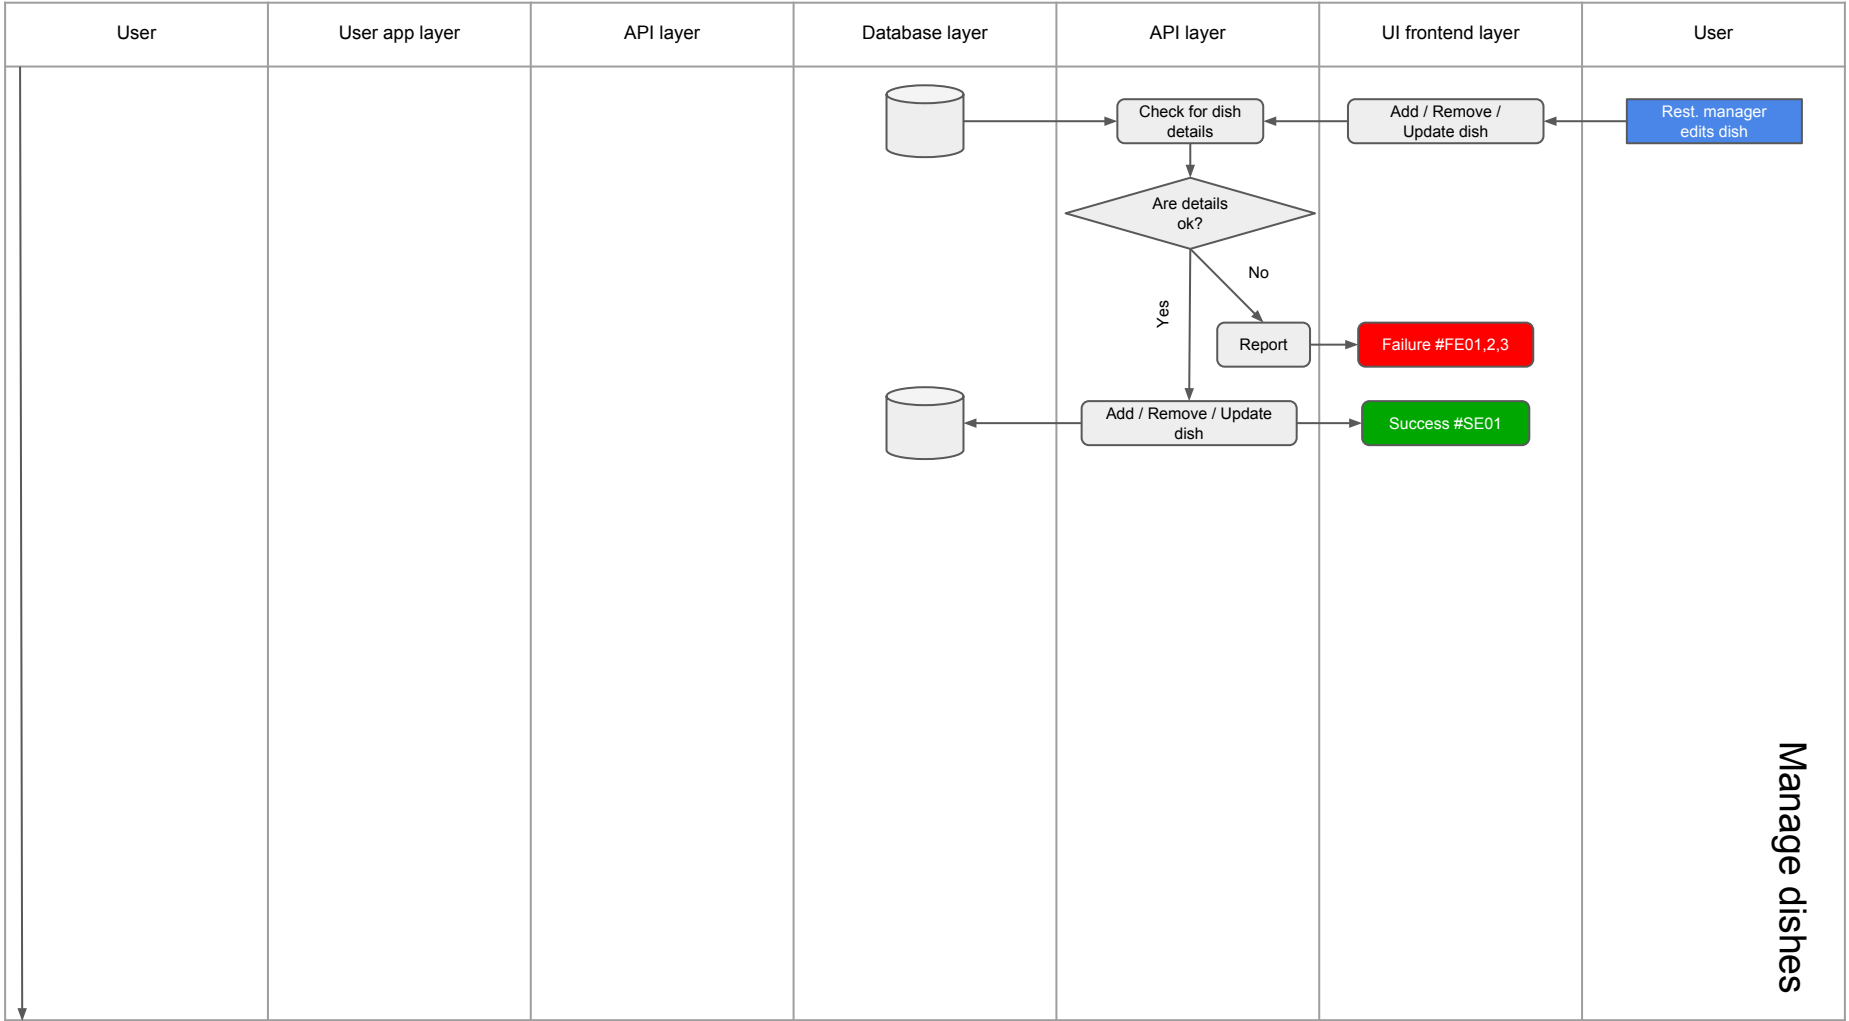 User
User app layer
API layer
Database layer
API layer
UI frontend layer
User
Check for dish
details
Add / Remove /
Update dish
Rest. manager
edits dish
Are details
ok?
No
Yes
Report
Failure #FE01,2,3
Add / Remove / Update
dish
Success #SE01
Manage dishes